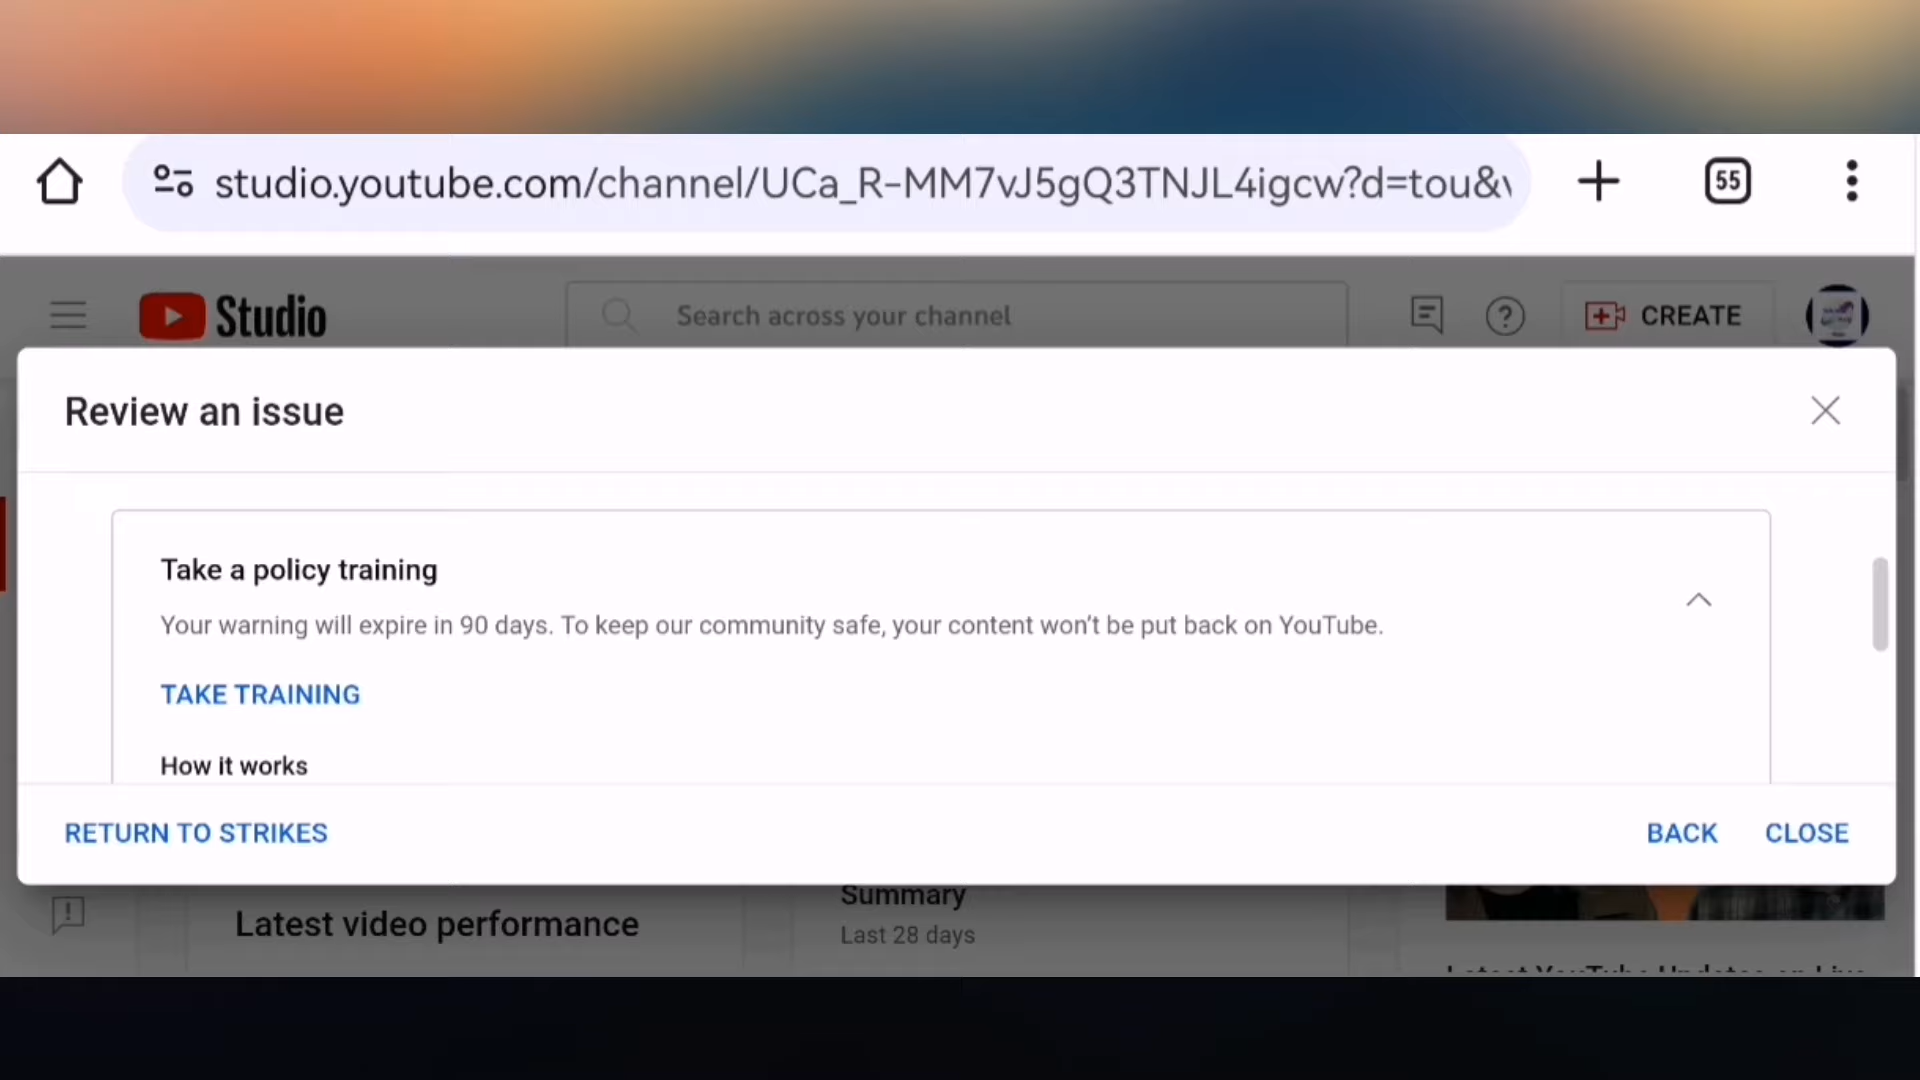 studio.youtube.com/channel/UCa_R-MM7vJ5gQ3TNJL4igcw?d=tou&
55
Studio
Search across your channel
CREATE
Review an issue
Take a policy training
Your warning will expire in 90 days. To keep our community safe, your content won't be put back on YouTube.
TAKE TRAINING
How it works
RETURN TO STRIKES
BACK
CLOSE
Latest video performance
Summary
Last 28 days